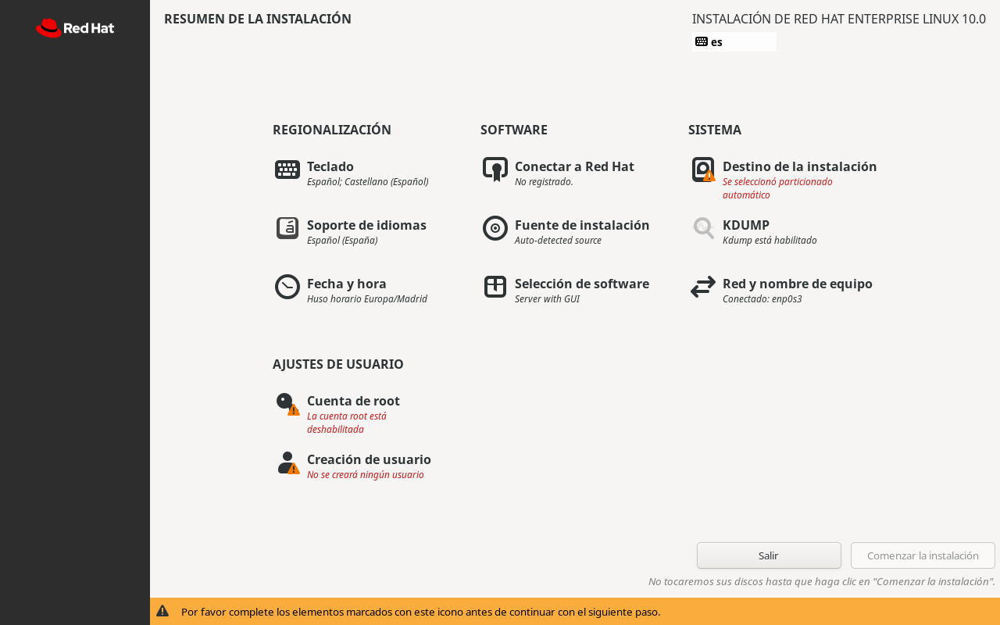 Red Hat
RESUMEN DE LA INSTALACIÓN
INSTALACIÓN DE RED HAT ENTERPRISE LINUX 10.0
es
REGIONALIZACIÓN
Teclado
Español; Castellano (Español)
Soporte de idiomas
Español (España)
Fecha y hora
Huso horario Europa/Madrid
SOFTWARE
Conectar a Red Hat
No registrado.
Fuente de instalación
Auto-detected source
Selección de software
Server with GUI
SISTEMA
Destino de la instalación
Se seleccionó particionado
automático
KDUMP
Kdump está habilitado
Red y nombre de equipo
Conectado: enp0s3
AJUSTES DE USUARIO
Cuenta de root
La cuenta root está
deshabilitada
Creación de usuario
No se creará ningún usuario
Salir
Comenzar la instalación
No tocaremos sus discos hasta que haga clic en "Comenzar la instalación".
Por favor complete los elementos marcados con este icono antes de continuar con el siguiente paso.